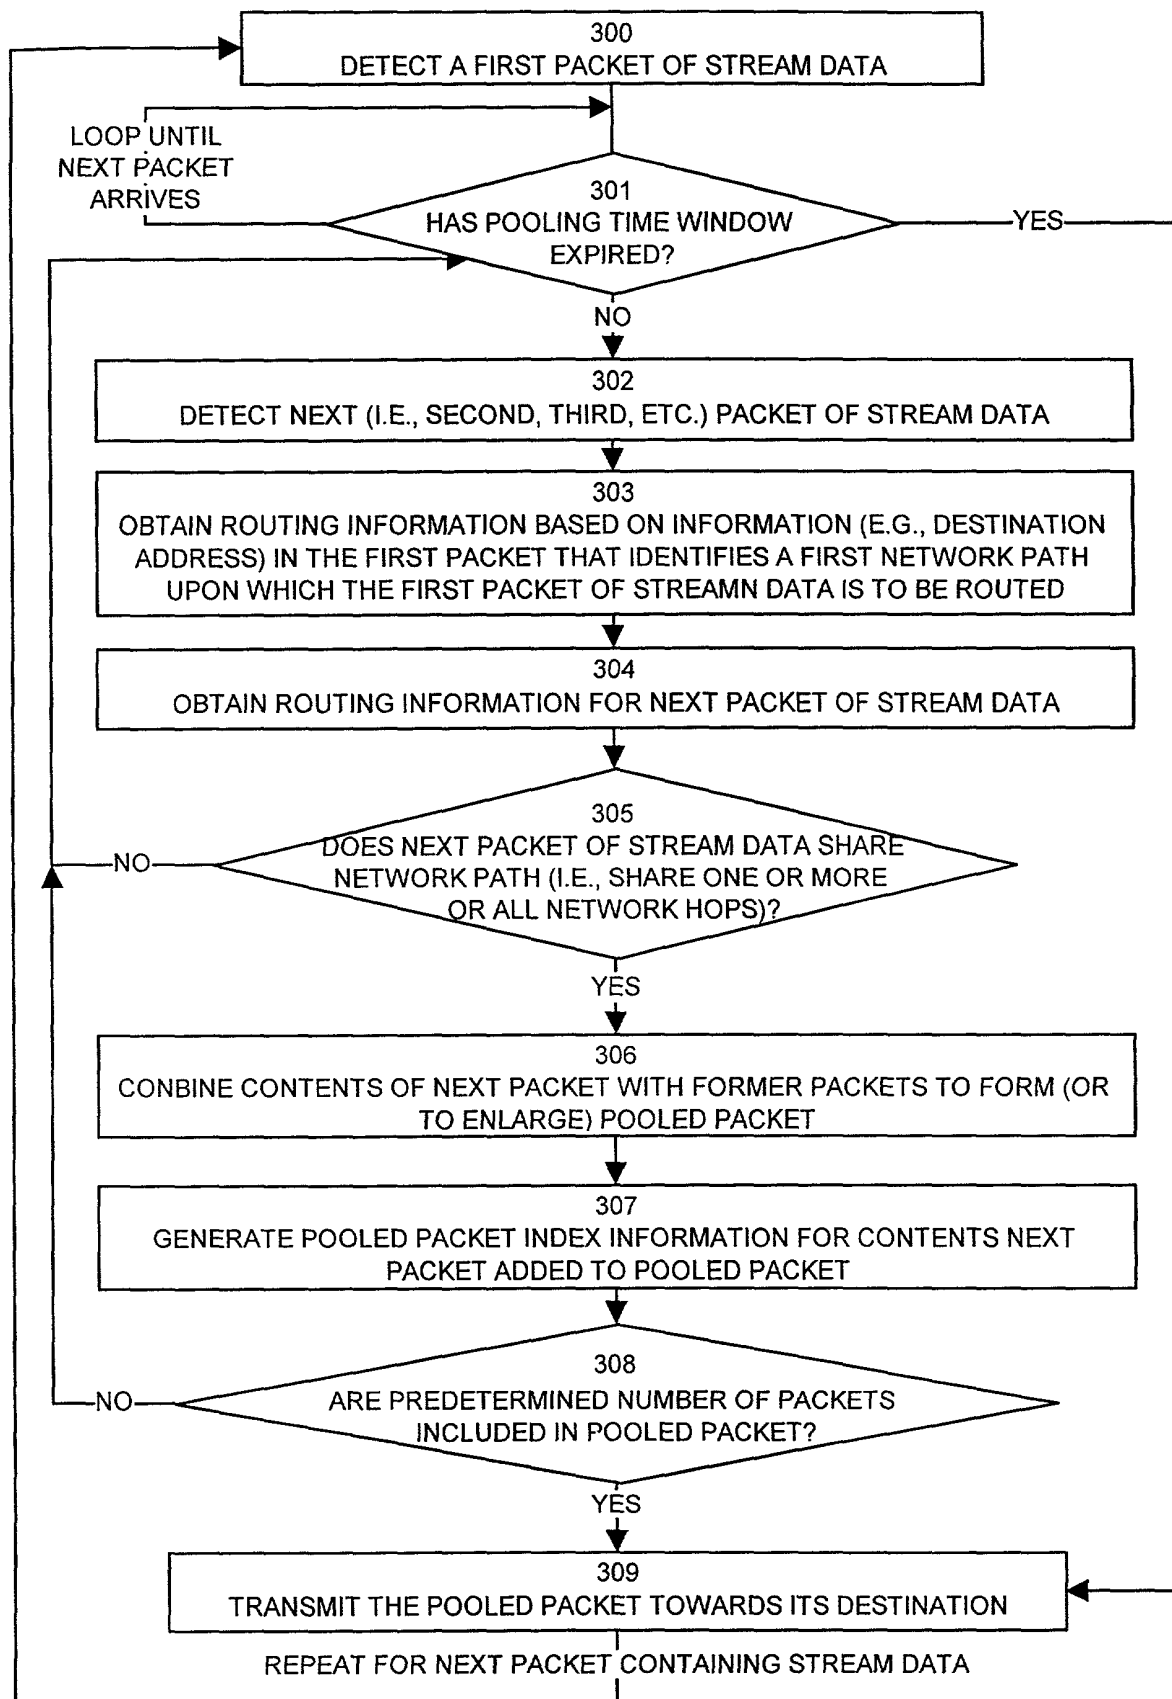 300
DETECT A FIRST PACKET OF STREAM DATA
LOOP UNTIL
NEXT PACKET
ARRIVES
301
HAS POOLING TIME WINDOW
EXPIRED?
YES
NO
302
DETECT NEXT (I.E., SECOND, THIRD, ETC.) PACKET OF STREAM DATA
303
OBTAIN ROUTING INFORMATION BASED ON INFORMATION (E.G., DESTINATION
ADDRESS) IN THE FIRST PACKET THAT IDENTIFIES A FIRST NETWORK PATH
UPON WHICH THE FIRST PACKET OF STREAMN DATA IS TO BE ROUTED
304
OBTAIN ROUTING INFORMATION FOR NEXT PACKET OF STREAM DATA
305
DOES NEXT PACKET OF STREAM DATA SHARE
NETWORK PATH (I.E., SHARE ONE OR MORE
OR ALL NETWORK HOPS)?
NO
YES
306
CONBINE CONTENTS OF NEXT PACKET WITH FORMER PACKETS TO FORM (OR
TO ENLARGE) POOLED PACKET
307
GENERATE POOLED PACKET INDEX INFORMATION FOR CONTENTS NEXT
PACKET ADDED TO POOLED PACKET
308
ARE PREDETERMINED NUMBER OF PACKETS
INCLUDED IN POOLED PACKET?
NO
YES
309
TRANSMIT THE POOLED PACKET TOWARDS ITS DESTINATION
REPEAT FOR NEXT PACKET CONTAINING STREAM DATA